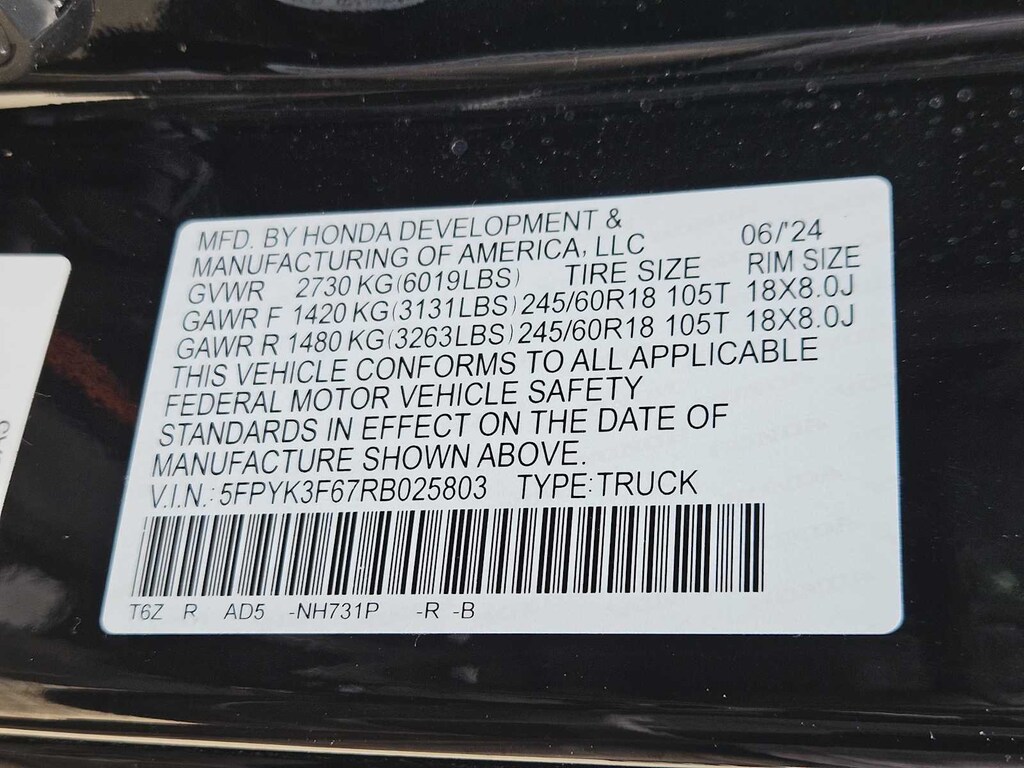 MFD. BY HONDA DEVELOPMENT &
MANUFACTURING OF AMERICA, LLC 06/'24
GVWR 2730 KG(6019LBS) TIRE SIZE RIM SIZE
GAWR F 1420 KG(3131LBS) 245/60R18 105T 18X8.0J
GAWR R 1480 KG(3263LBS) 245/60R18 105T 18X8.0J
THIS VEHICLE CONFORMS TO ALL APPLICABLE
FEDERAL MOTOR VEHICLE SAFETY
STANDARDS IN EFFECT ON THE DATE OF
MANUFACTURE SHOWN ABOVE.
V.I.N.: 5FPYK3F67RB025803 TYPE: TRUCK
T6Z R AD5 -NH731P -R -B